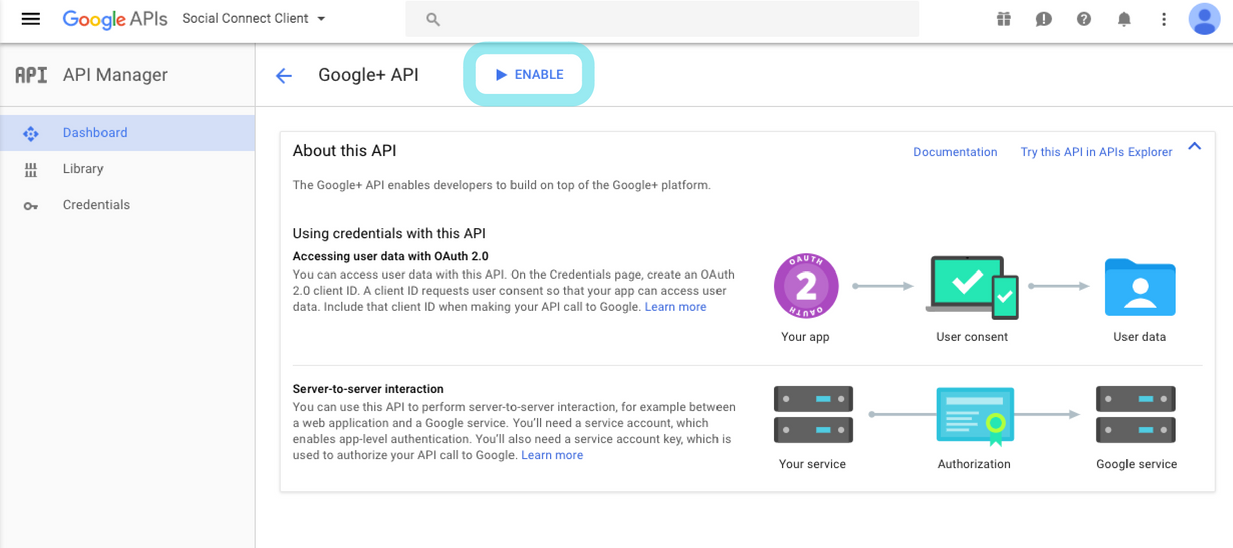 Google APIs Social Connect Client
API API Manager
Google+ API ENABLE
Dashboard
Library
Credentials
About this API
Documentation Try this API in APIs Explorer
The Google+ API enables developers to build on top of the Google+ platform.
Using credentials with this API
Accessing user data with OAuth 2.0
You can access user data with this API. On the Credentials page, create an OAuth
2.0 client ID. A client ID requests user consent so that your app can access user
data. Include that client ID when making your API call to Google. Learn more
OAUTH
2
OAUTH
Your app User consent User data
Server-to-server interaction
You can use this API to perform server-to-server interaction, for example between
a web application and a Google service. You'll need a service account, which
enables app-level authentication. You'll also need a service account key, which is
used to authorize your API call to Google. Learn more
Your service Authorization Google service